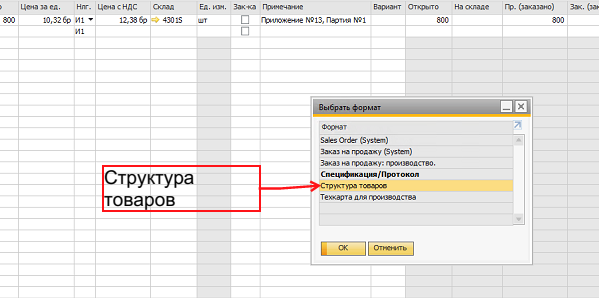 о Цена за ед. Нлг. Цена с НДС Склад Ед. изм. Зак-ка Примечание Вариант Открыто На складе Пр. (заказано) Зак. (зак
800 10,32 бр И1 12,38 бр 4301S шт Приложение №13, Партия №1 800 800
И1
Выбрать формат
Формат
Sales Order (System)
Заказ на продажу (System)
Заказ на продажу: производство.
Спецификация/Протокол
Структура товаров
Техкарта для производства
Структура
товаров
OK Отменить